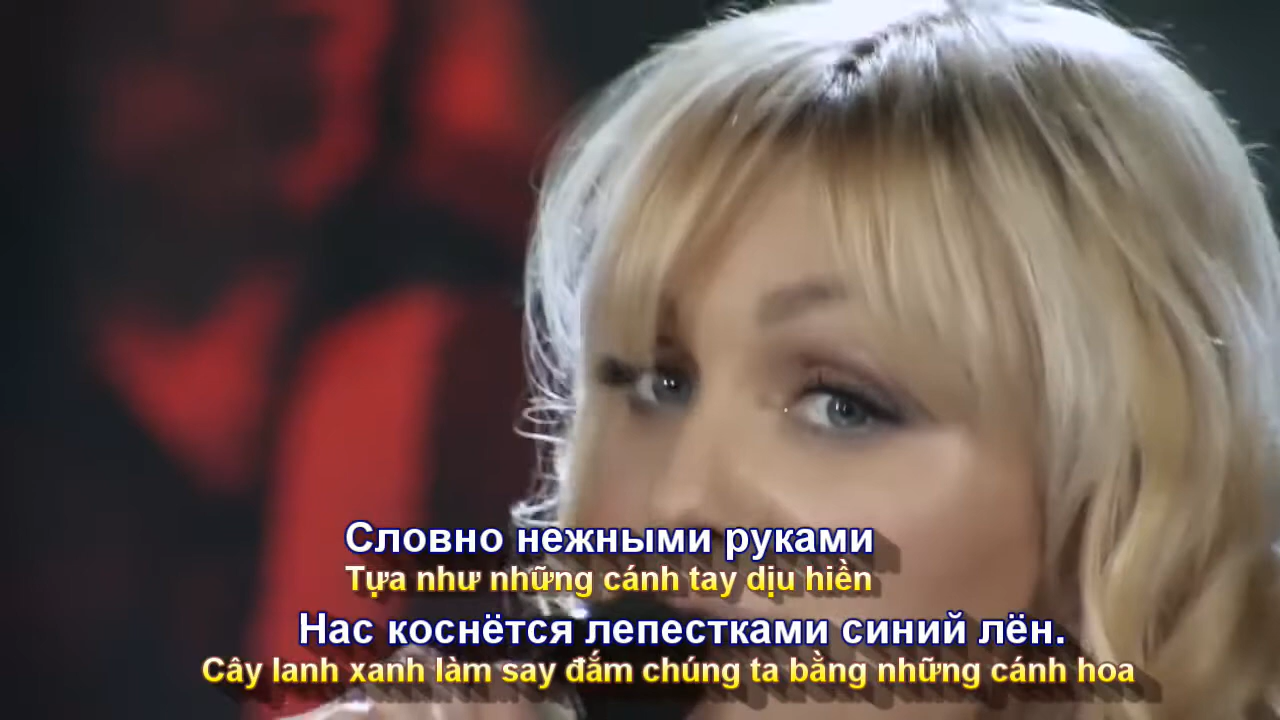 Словно нежными руками
Tựa như những cánh tay dịu hiền
Нас коснётся лепестками синий лён.
Cây lanh xanh làm say đắm chúng ta bằng những cánh hoa